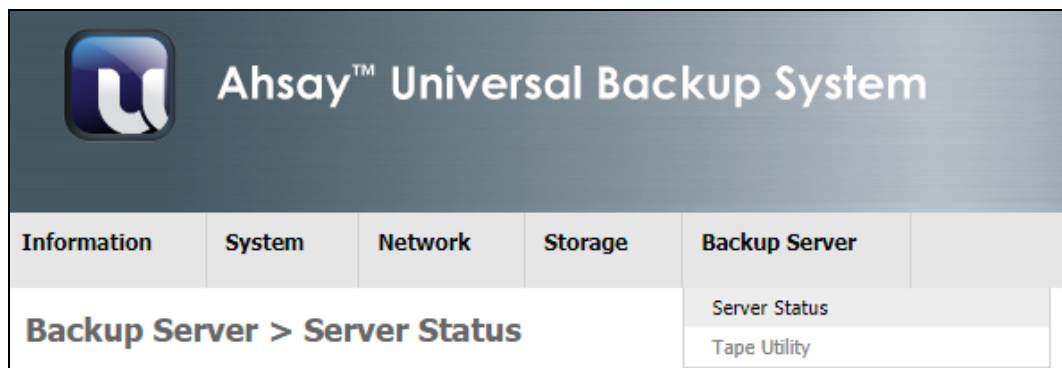 Ahsay™ Universal Backup System
Information System Network Storage Backup Server
Server Status
Backup Server > Server Status
Tape Utility